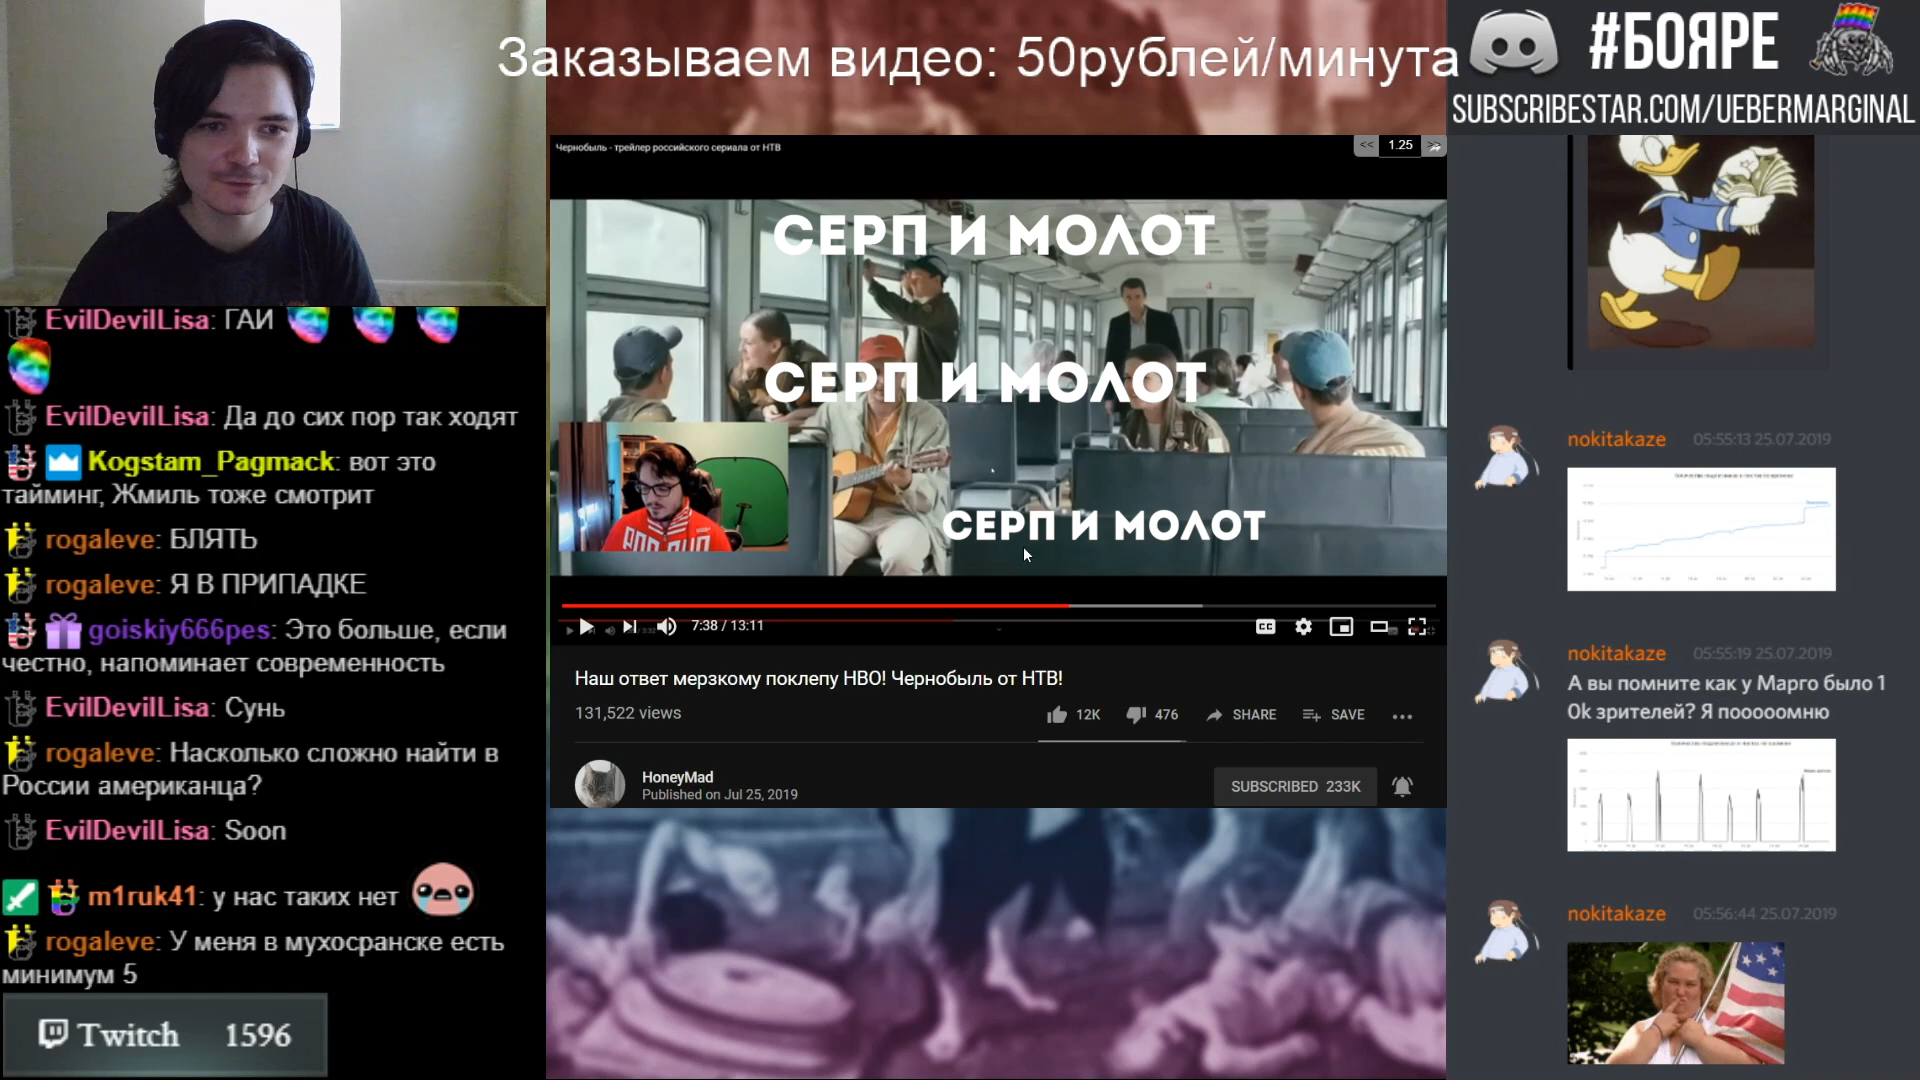 Заказываем видео: 50рублей/минута
#БОЯРЕ
SUBSCRIBESTAR.COM/UEBERMARGINAL
EvilDevilLisa: ГАИ
EvilDevilLisa: Да до сих пор так ходят
Kogstam_Pagmack: вот это
тайминг, Жмиль тоже смотрит
rogaleve: БЛЯТЬ
rogaleve: Я В ПРИПАДКЕ
goiskiy666pes: Это больше, если
честно, напоминает современность
EvilDevilLisa: Сунь
rogaleve: Насколько сложно найти в
России американца?
EvilDevilLisa: Soon
m1ruk41: у нас таких нет
rogaleve: У меня в мухосранске есть
минимум 5
Twitch 1596
Чернобыль - трейлер российского сериала от НТВ
<< 1.25 >>
СЕРП И МОЛОТ
СЕРП И МОЛОТ
СЕРП И МОЛОТ
7:38 / 13:11
CC
Наш ответ мерзкому поклепу HBO! Чернобыль от НТВ!
131,522 views
12K 476 SHARE SAVE
HoneyMad
Published on Jul 25, 2019
SUBSCRIBED 233K
nokitakaze 05:55:13 25.07.2019
nokitakaze 05:55:19 25.07.2019
А вы помните как у Марго было 1
0k зрителей? Я пооооомню
nokitakaze 05:56:44 25.07.2019